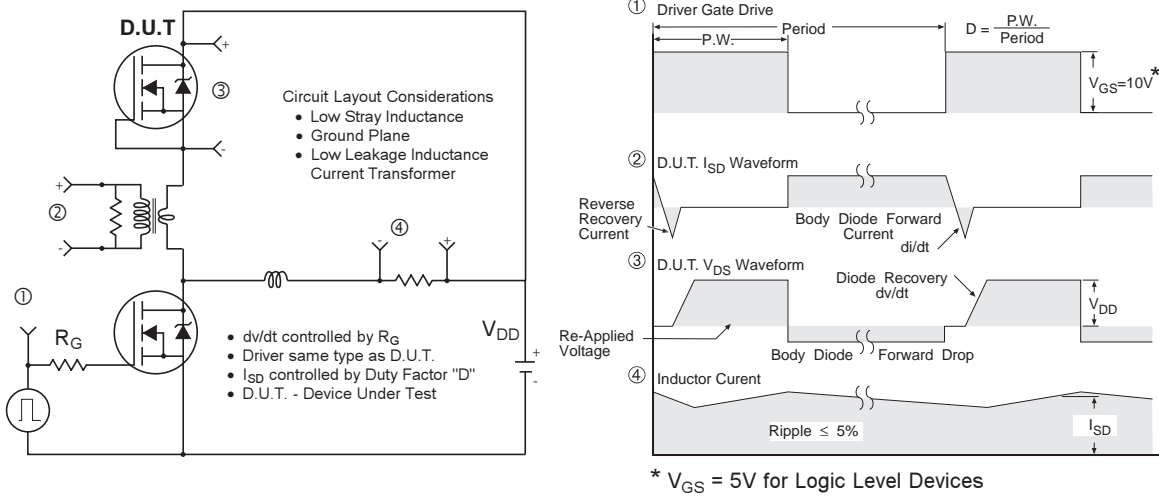 D.U.T
+
③
-
Circuit Layout Considerations
• Low Stray Inductance
• Ground Plane
• Low Leakage Inductance
Current Transformer
+
②
-
④
-
+
①
R_G
V_DD
+
-
• dv/dt controlled by R_G
• Driver same type as D.U.T.
• I_SD controlled by Duty Factor "D"
• D.U.T. - Device Under Test
① Driver Gate Drive
Period
P.W.
D = P.W. / Period
V_GS=10V *
② D.U.T. I_SD Waveform
Reverse
Recovery
Current
Body Diode Forward
Current
di/dt
③ D.U.T. V_DS Waveform
Diode Recovery
dv/dt
V_DD
Re-Applied
Voltage
Body Diode Forward Drop
④ Inductor Curent
Ripple ≤ 5%
I_SD
* V_GS = 5V for Logic Level Devices